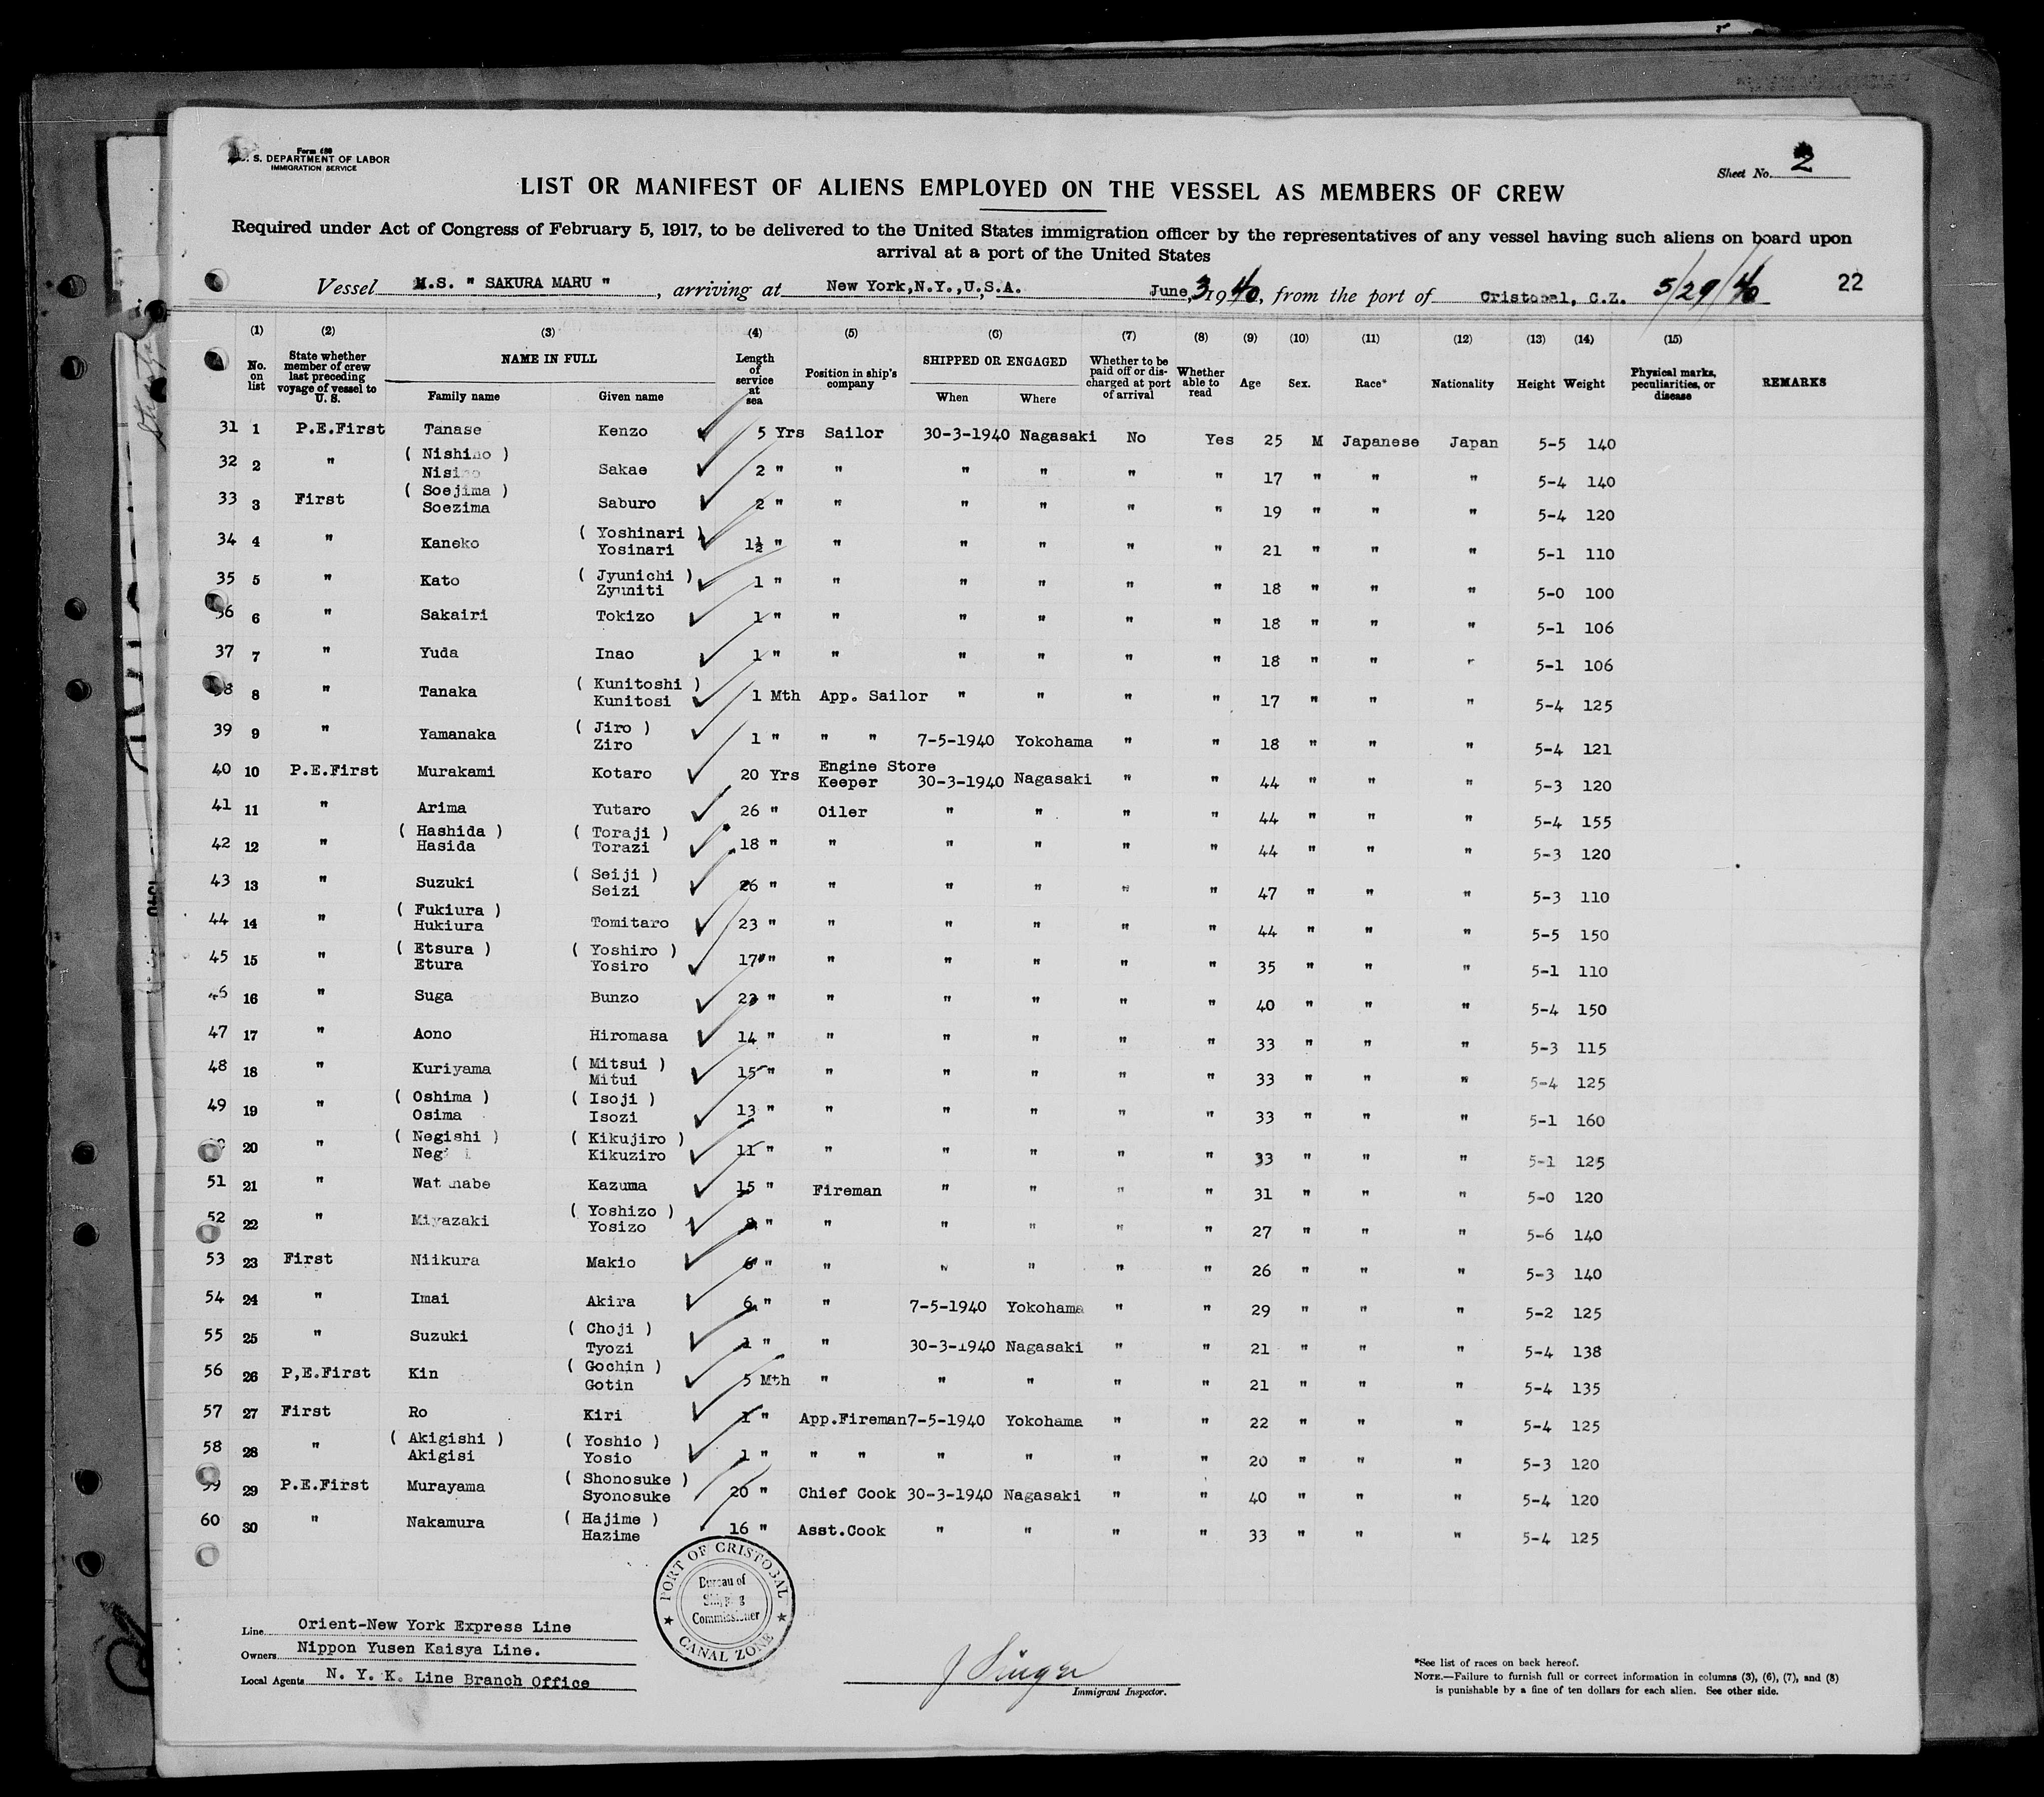 Form 680
U. S. DEPARTMENT OF LABOR
IMMIGRATION SERVICE
Sheet No. 2
LIST OR MANIFEST OF ALIENS EMPLOYED ON THE VESSEL AS MEMBERS OF CREW
Required under Act of Congress of February 5, 1917, to be delivered to the United States immigration officer by the representatives of any vessel having such aliens on board upon
arrival at a port of the United States
Vessel M.S. " SAKURA MARU ", arriving at New York,N.Y.,U.S.A. June,3 1940, from the port of Cristobal, C.Z. 5/29/40 22
(1) (2) (3) (4) (5) (6) (7) (8) (9) (10) (11) (12) (13) (14) (15)
No. on list State whether member of crew last preceding voyage of vessel to U. S. NAME IN FULL Family name Given name Length of service at sea Position in ship's company SHIPPED OR ENGAGED When Where Whether to be paid off or discharged at port of arrival Whether able to read Age Sex. Race* Nationality Height Weight Physical marks, peculiarities, or disease REMARKS
31 1 P.E.First Tanase Kenzo 5 Yrs Sailor 30-3-1940 Nagasaki No Yes 25 M Japanese Japan 5-5 140
32 2 " ( Nishino ) Nisino Sakae 2 " " " " " " 17 " " " 5-4 140
33 3 First ( Soejima ) Soezima Saburo 2 " " " " " " 19 " " " 5-4 120
34 4 " Kaneko ( Yoshinari ) Yosinari 1½ " " " " " " 21 " " " 5-1 110
35 5 " Kato ( Jyunichi ) Zyuniti 1 " " " " " " 18 " " " 5-0 100
36 6 " Sakairi Tokizo 1 " " " " " " 18 " " " 5-1 106
37 7 " Yuda Inao 1 " " " " " " 18 " " " 5-1 106
38 8 " Tanaka ( Kunitoshi ) Kunitosi 1 Mth App. Sailor " " " " 17 " " " 5-4 125
39 9 " Yamanaka ( Jiro ) Ziro 1 " " " 7-5-1940 Yokohama " " 18 " " " 5-4 121
40 10 P.E.First Murakami Kotaro 20 Yrs Engine Store Keeper 30-3-1940 Nagasaki " " 44 " " " 5-3 120
41 11 " Arima Yutaro 26 " Oiler " " " " 44 " " " 5-4 155
42 12 " ( Hashida ) Hasida ( Toraji ) Torazi 18 " " " " " " 44 " " " 5-3 120
43 13 " Suzuki ( Seiji ) Seizi 26 " " " " " " 47 " " " 5-3 110
44 14 " ( Fukiura ) Hukiura Tomitaro 23 " " " " " " 44 " " " 5-5 150
45 15 " ( Etsura ) Etura ( Yoshiro ) Yosiro 17 " " " " " " 35 " " " 5-1 110
46 16 " Suga Bunzo 23 " " " " " " 40 " " " 5-4 150
47 17 " Aono Hiromasa 14 " " " " " " 33 " " " 5-3 115
48 18 " Kuriyama ( Mitsui ) Mitui 15 " " " " " " 33 " " " 5-4 125
49 19 " ( Oshima ) Osima ( Isoji ) Isozi 13 " " " " " " 33 " " " 5-1 160
20 " ( Negishi ) ( Kikujiro ) Kikuziro 11 " " " " " " 33 " " " 5-1 125
51 21 " Watanabe Kazuma 15 " Fireman " " " " 31 " " " 5-0 120
52 22 " Miyazaki ( Yoshizo ) Yosizo " " " " " " 27 " " " 5-6 140
53 23 First Niikura Makio 6 " " " " " " 26 " " " 5-3 140
54 24 " Imai Akira 6 " " 7-5-1940 Yokohama " " 29 " " " 5-2 125
55 25 " Suzuki ( Choji ) Tyozi 1 " " 30-3-1940 Nagasaki " " 21 " " " 5-4 138
56 26 P,E.First Kin ( Gochin ) Gotin 5 Mth " " " " " 21 " " " 5-4 135
57 27 First Ro Kiri 1 " App.Fireman 7-5-1940 Yokohama " " 22 " " " 5-4 125
58 28 " ( Akigishi ) Akigisi ( Yoshio ) Yosio 1 " " " " " " " 20 " " " 5-3 120
59 29 P.E.First Murayama ( Shonosuke ) Syonosuke 20 " Chief Cook 30-3-1940 Nagasaki " " 40 " " " 5-4 120
60 30 " Nakamura ( Hajime ) Hazime 16 " Asst.Cook " " " " 33 " " " 5-4 125
PORT OF CRISTOBAL
Bureau of
Shipping
Commissioner
CANAL ZONE
Line Orient-New York Express Line
Owners Nippon Yusen Kaisya Line.
Local Agents N. Y. K. Line Branch Office
J Singer
Immigrant Inspector.
*See list of races on back hereof.
NOTE.—Failure to furnish full or correct information in columns (3), (6), (7), and (8)
is punishable by a fine of ten dollars for each alien. See other side.